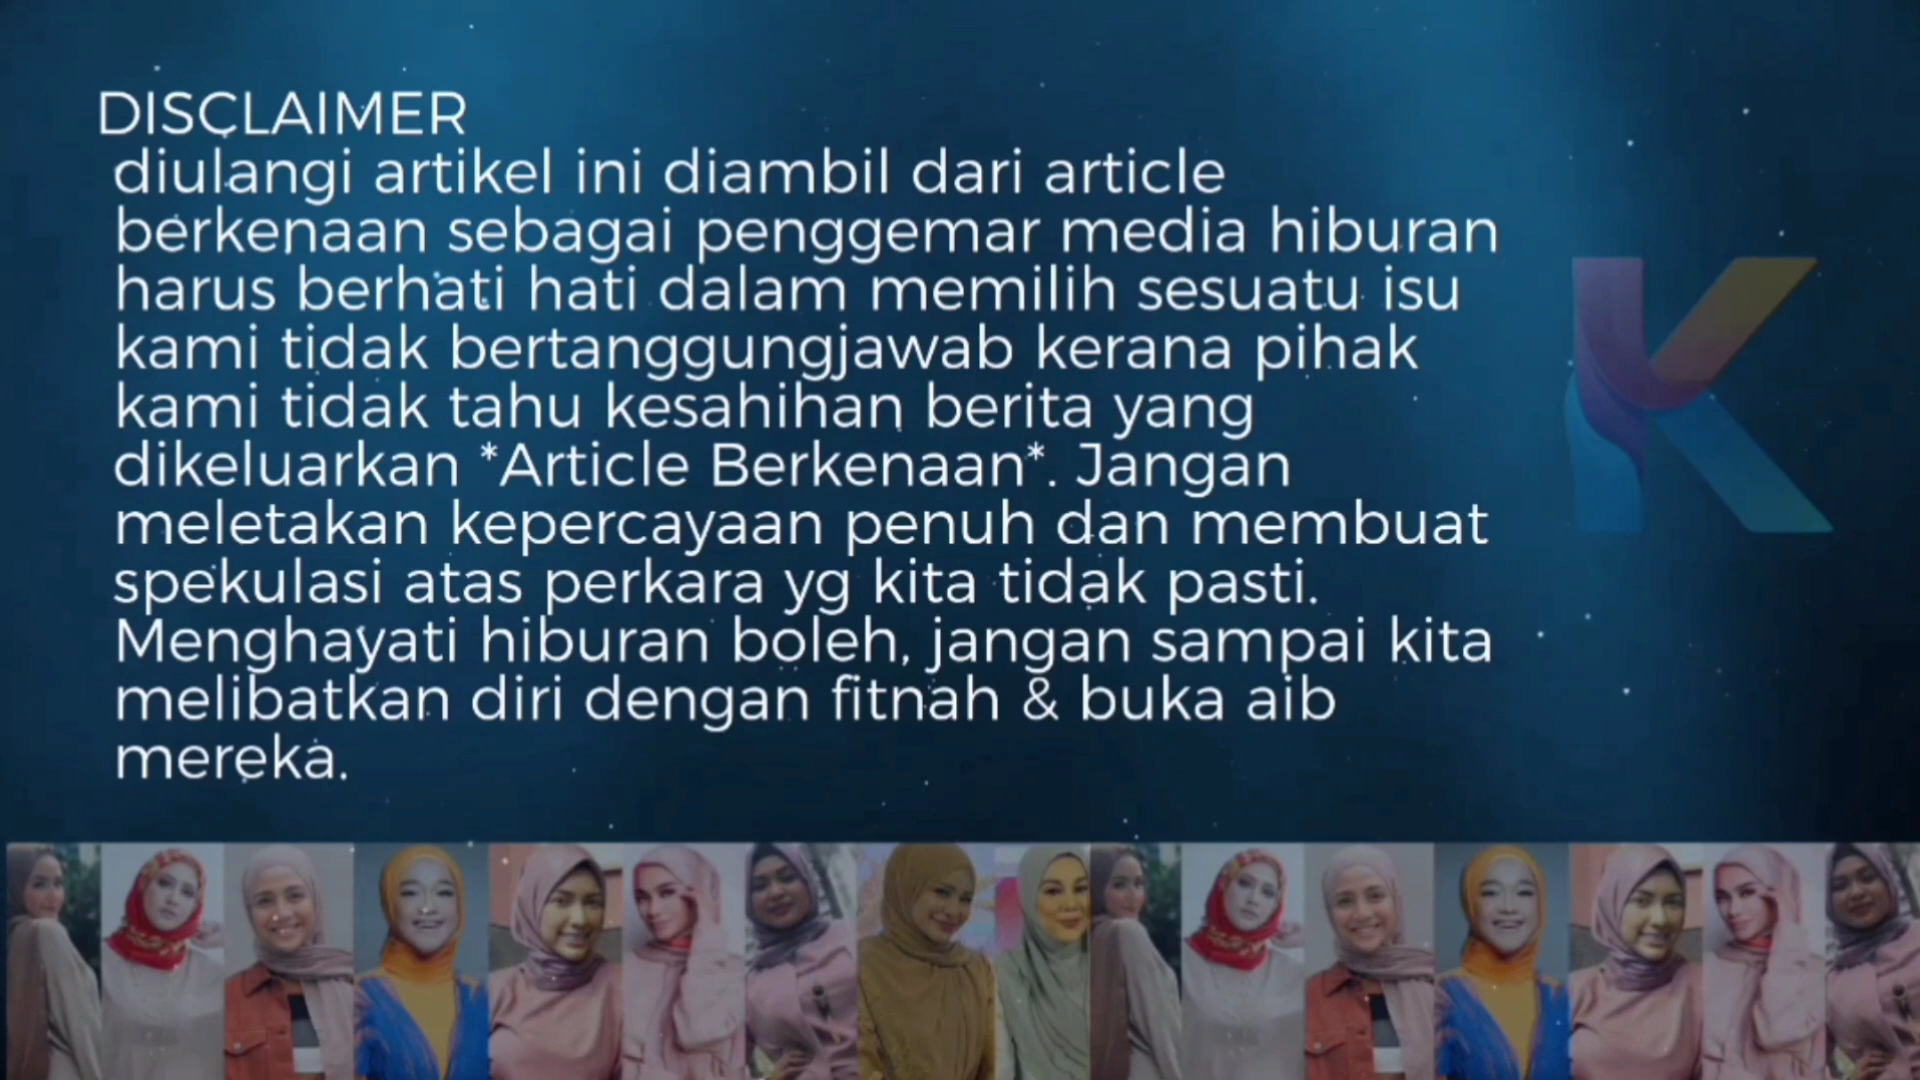 DISCLAIMER
diulangi artikel ini diambil dari article
berkenaan sebagai penggemar media hiburan
harus berhati hati dalam memilih sesuatu isu
kami tidak bertanggungjawab kerana pihak
kami tidak tahu kesahihan berita yang
dikeluarkan *Article Berkenaan*. Jangan
meletakan kepercayaan penuh dan membuat
spekulasi atas perkara yg kita tidak pasti.
Menghayati hiburan boleh, jangan sampai kita
melibatkan diri dengan fitnah & buka aib
mereka.
K